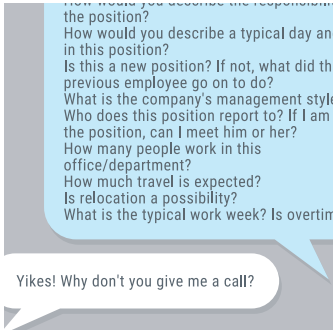 How would you describe the
the position?
How would you describe a typical day
in this position?
Is this a new position? If not, what did
previous employee go on to do?
What is the company's management
Who does this position report to? If I am
the position, can I meet him or her?
How many people work in this
office/department?
How much travel is expected?
Is relocation a possibility?
What is the typical work week? Is
Yikes! Why don't you give me a call?